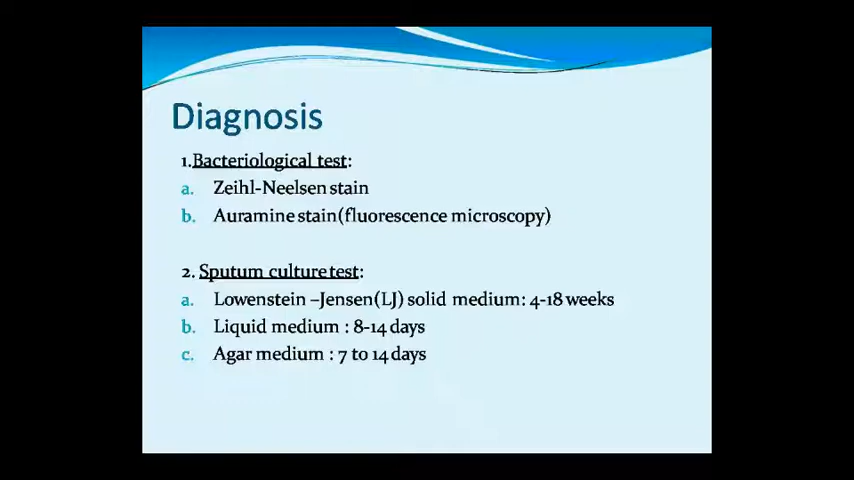 Diagnosis
1.Bacteriological test:
a. Zeihl-Neelsen stain
b. Auramine stain(fluorescence microscopy)
2. Sputum culture test:
a. Lowenstein –Jensen(LJ) solid medium: 4-18 weeks
b. Liquid medium : 8-14 days
c. Agar medium : 7 to 14 days